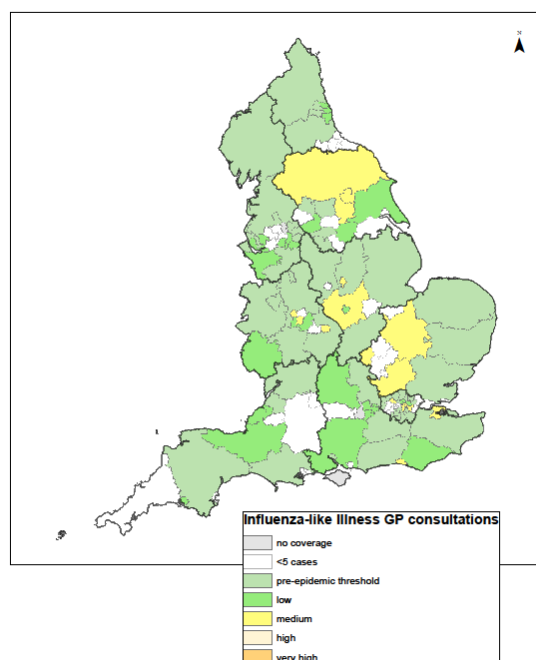 N
Influenza-like Illness GP consultations
no coverage
<5 cases
pre-epidemic threshold
low
medium
high
very high